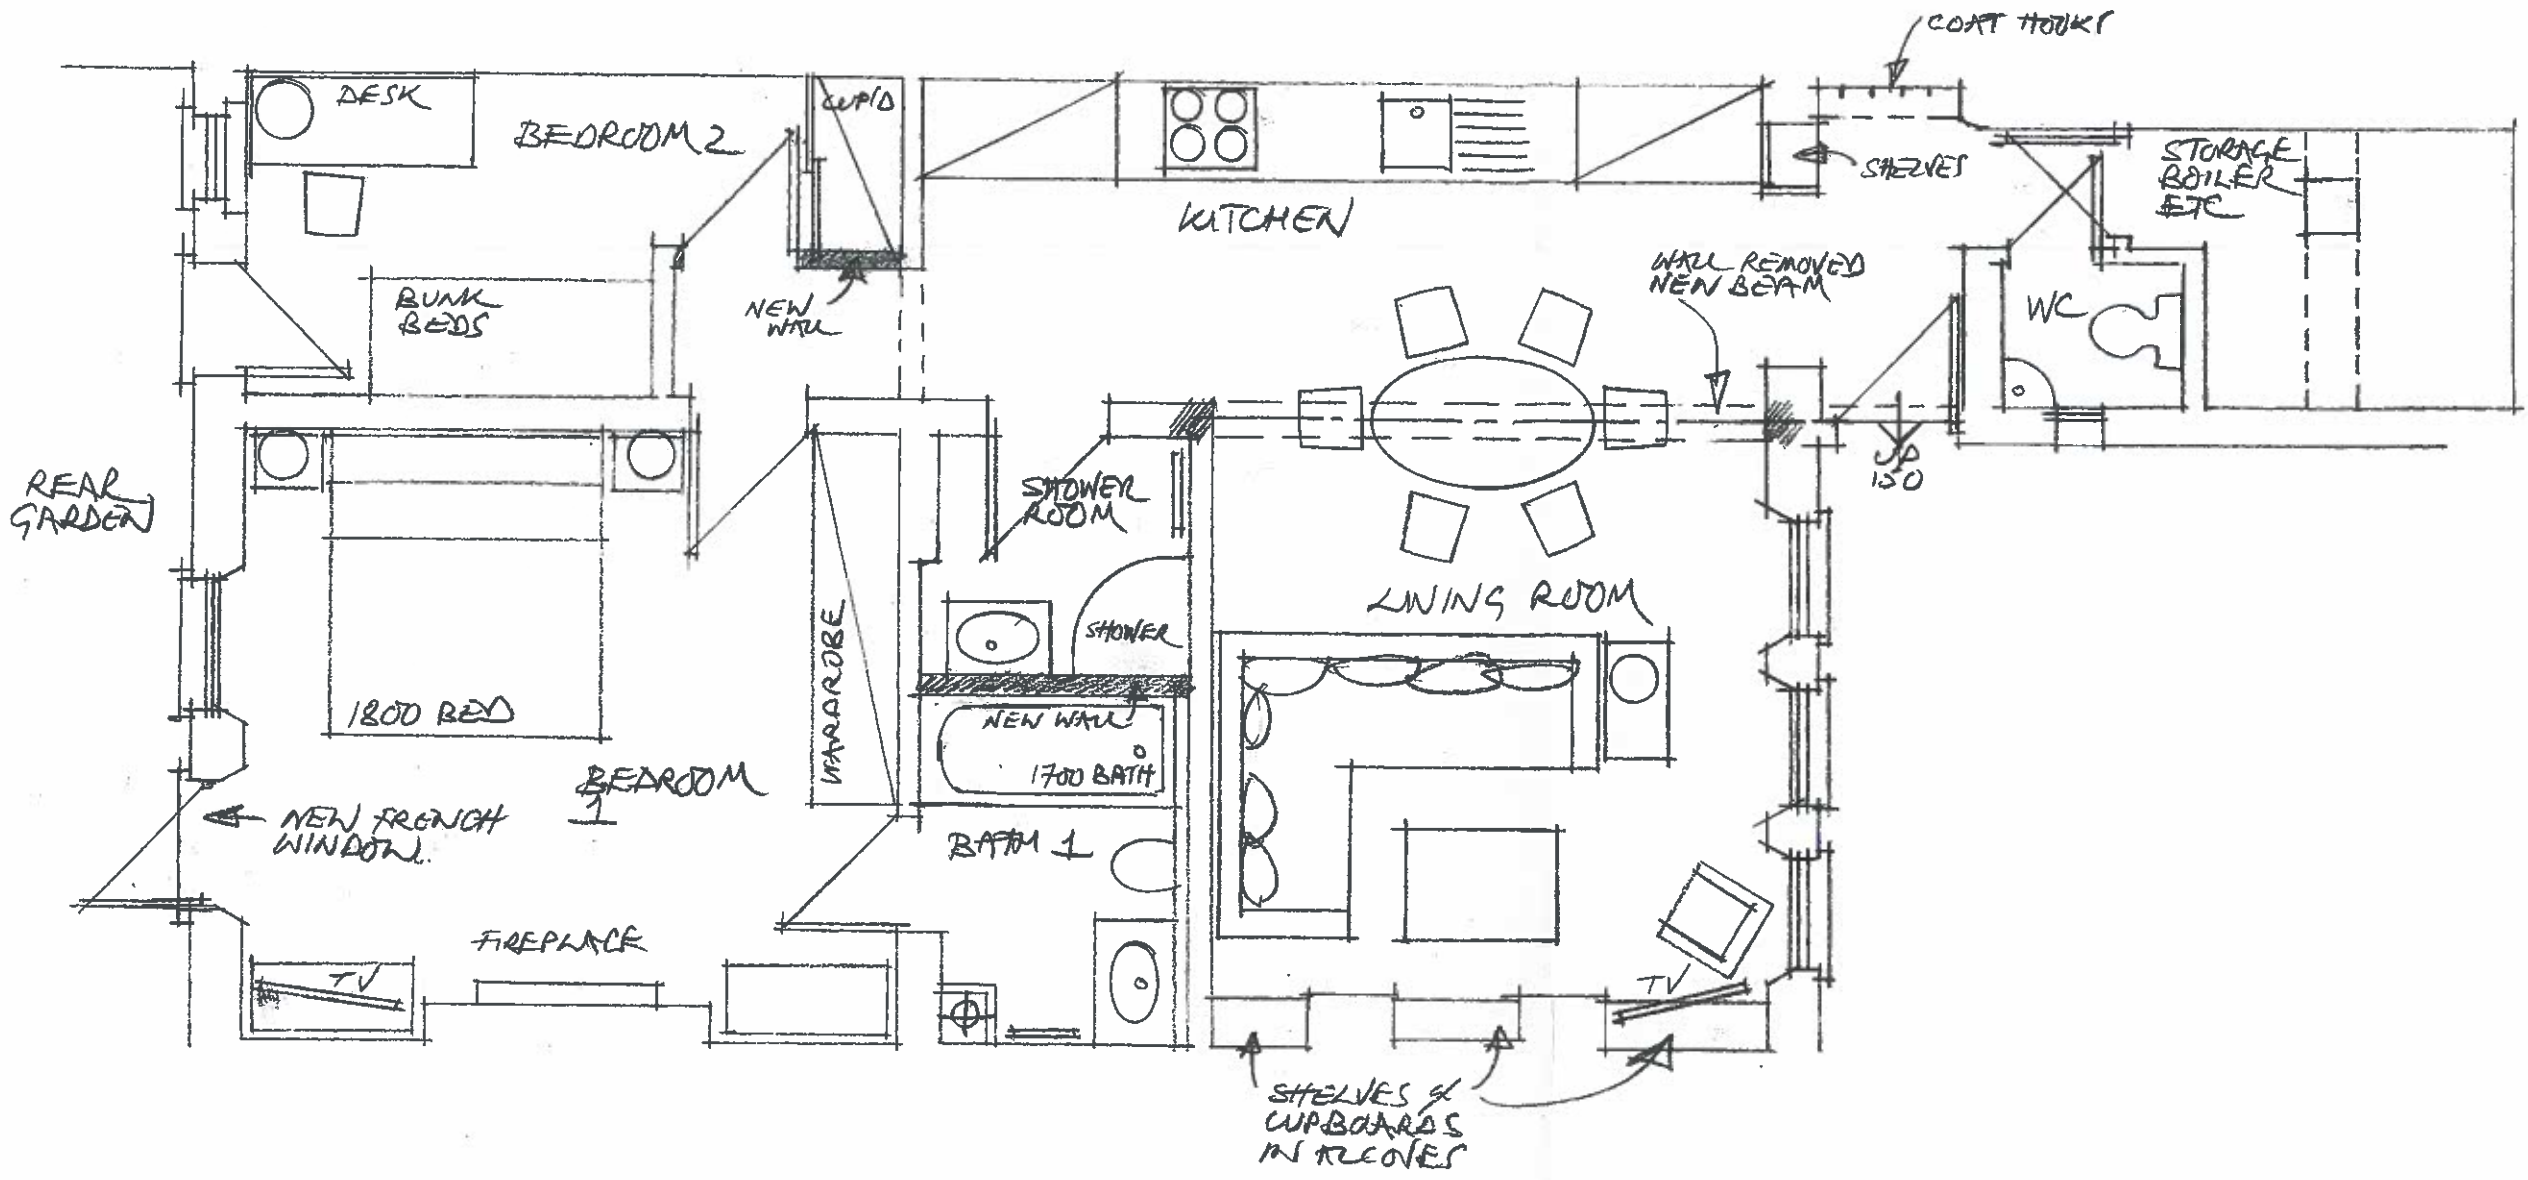 COAT HOOKS
DESK
CUP'D
BEDROOM 2
SHELVES
STORAGE
BOILER
ETC
KITCHEN
WALL REMOVED
NEW BEAM
BUNK
BEDS
NEW
WALL
WC
UP
150
REAR
GARDEN
SHOWER
ROOM
LIVING ROOM
SHOWER
WARDROBE
1800 BED
NEW WALL
1700 BATH
BEDROOM
1
NEW FRENCH
WINDOW.
BATH 1
FIREPLACE
TV
TV
SHELVES &
CUPBOARDS
IN ALCOVES